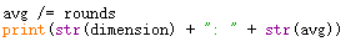 avg /= rounds
print(str(dimension) + ": " + str(avg))